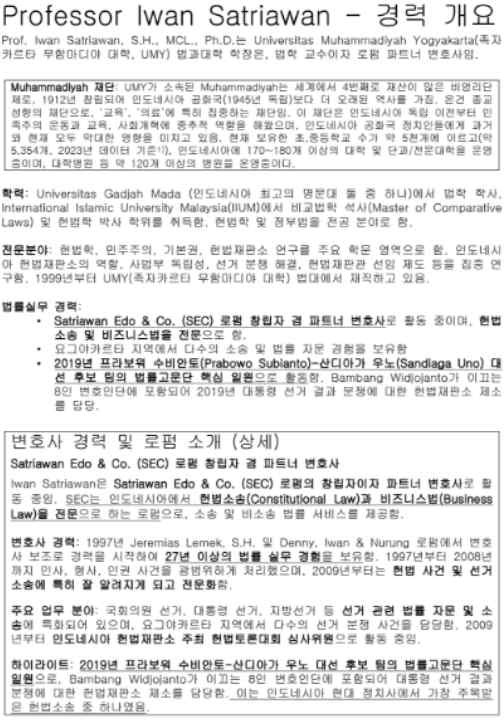 Professor Iwan Satriawan – 경력 개요
Prof. Iwan Satriawan, S.H., MCL., Ph.D.는 Universitas Muhammadiyah Yogyakarta(족자
카르타 무함마디야 대학, UMY) 법과대학 학장은, 법학 교수이자 로펌 파트너 변호사임.
Muhammadiyah 재단: UMY가 소속된 Muhammadiyah는 세계에서 4번째로 재산이 많은 비영리단
체로, 1912년 창립되어 인도네시아 공화국(1945년 독립)보다 더 오래된 역사를 가짐. 온건 종교
성향의 재단으로, '교육', '의료'에 특히 집중하는 재단임. 이 재단은 인도네시아 독립 이전부터 민
족주의 운동과 교육, 사회개혁에 중추적 역할을 해왔으며, 인도네시아 공화국 정치인들에게 과거
와 현재 모두 막대한 영향을 미치고 있음. 현재 보유한 초,중등학교 수가 약 5천개에 이르고(약
5,354개, 2023년 데이터 기준), 인도네시아에 170~180개 이상의 대학 및 단과/전문대학을 운영
중이며, 대학병원 등 약 120개 이상의 병원을 운영중이다.
학력: Universitas Gadjah Mada (인도네시아 최고의 명문대 둘 중 하나)에서 법학 학사,
International Islamic University Malaysia(IIUM)에서 비교법학 석사(Master of Comparative
Laws) 및 헌법학 박사 학위를 취득함. 헌법학 및 정부법을 전공 분야로 함.
전문분야: 헌법학, 민주주의, 기본권, 헌법재판소 연구를 주요 학문 영역으로 함. 인도네시
아 헌법재판소의 역할, 사법부 독립성, 선거 분쟁 해결, 헌법재판관 선임 제도 등을 집중 연
구함. 1999년부터 UMY(족자카르타 무함마디야 대학) 법대에서 재직하고 있음.
법률실무 경력:
• Satriawan Edo & Co. (SEC) 로펌 창립자 겸 파트너 변호사로 활동 중이며, 헌법
소송 및 비즈니스법을 전문으로 함.
• 요그야카르타 지역에서 다수의 소송 및 법률 자문 경험을 보유함
• 2019년 프라보워 수비안토(Prabowo Subianto)-산디아가 우노(Sandiaga Uno) 대
선 후보 팀의 법률고문단 핵심 일원으로 활동함. Bambang Widjojanto가 이끄는
8인 변호인단에 포함되어 2019년 대통령 선거 결과 분쟁에 대한 헌법재판소 제소
를 담당.
변호사 경력 및 로펌 소개 (상세)
Satriawan Edo & Co. (SEC) 로펌 창립자 겸 파트너 변호사
Iwan Satriawan은 Satriawan Edo & Co. (SEC) 로펌의 창립자이자 파트너 변호사로 활
동 중임. SEC는 인도네시아에서 헌법소송(Constitutional Law)과 비즈니스법(Business
Law)을 전문으로 하는 로펌으로, 소송 및 비소송 법률 서비스를 제공함.
변호사 경력: 1997년 Jeremias Lemek, S.H. 및 Denny, Iwan & Nurung 로펌에서 변호
사 보조로 경력을 시작하여 27년 이상의 법률 실무 경험을 보유함. 1997년부터 2008년
까지 민사, 형사, 인권 사건을 광범위하게 처리했으며, 2009년부터는 헌법 사건 및 선거
소송에 특히 잘 알려지게 되고 전문화함.
주요 업무 분야: 국회의원 선거, 대통령 선거, 지방선거 등 선거 관련 법률 자문 및 소
송에 특화되어 있으며, 요그야카르타 지역에서 다수의 선거 분쟁 사건을 담당함. 2009
년부터 인도네시아 헌법재판소 주최 헌법토론대회 심사위원으로 활동 중임.
하이라이트: 2019년 프라보워 수비안토-산디아가 우노 대선 후보 팀의 법률고문단 핵심
일원으로, Bambang Widjojanto가 이끄는 8인 변호인단에 포함되어 대통령 선거 결과
분쟁에 대한 헌법재판소 제소를 담당함. 이는 인도네시아 현대 정치사에서 가장 주목받
은 헌법소송 중 하나였음.